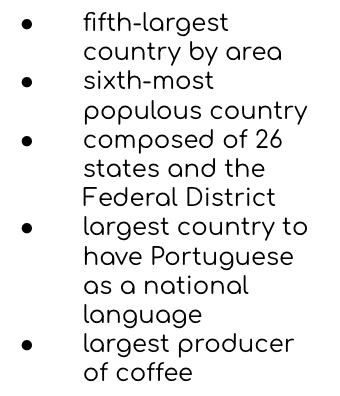 ● fifth-largest
country by area
● sixth-most
populous country
● composed of 26
states and the
Federal District
● largest country to
have Portuguese
as a national
language
● largest producer
of coffee